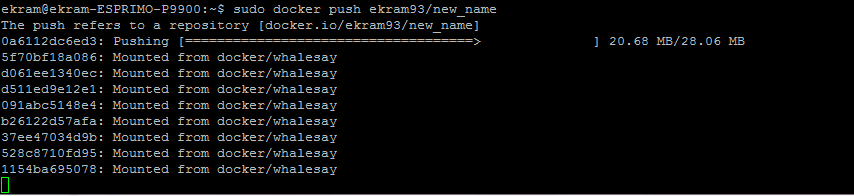 ekram@ekram-ESPRIMO-P9900:~$ sudo docker push ekram93/new_name
The push refers to a repository [docker.io/ekram93/new_name]
0a6112dc6ed3: Pushing [====================================>              ] 20.68 MB/28.06 MB
5f70bf18a086: Mounted from docker/whalesay
d061ee1340ec: Mounted from docker/whalesay
d511ed9e12e1: Mounted from docker/whalesay
091abc5148e4: Mounted from docker/whalesay
b26122d57afa: Mounted from docker/whalesay
37ee47034d9b: Mounted from docker/whalesay
528c8710fd95: Mounted from docker/whalesay
1154ba695078: Mounted from docker/whalesay